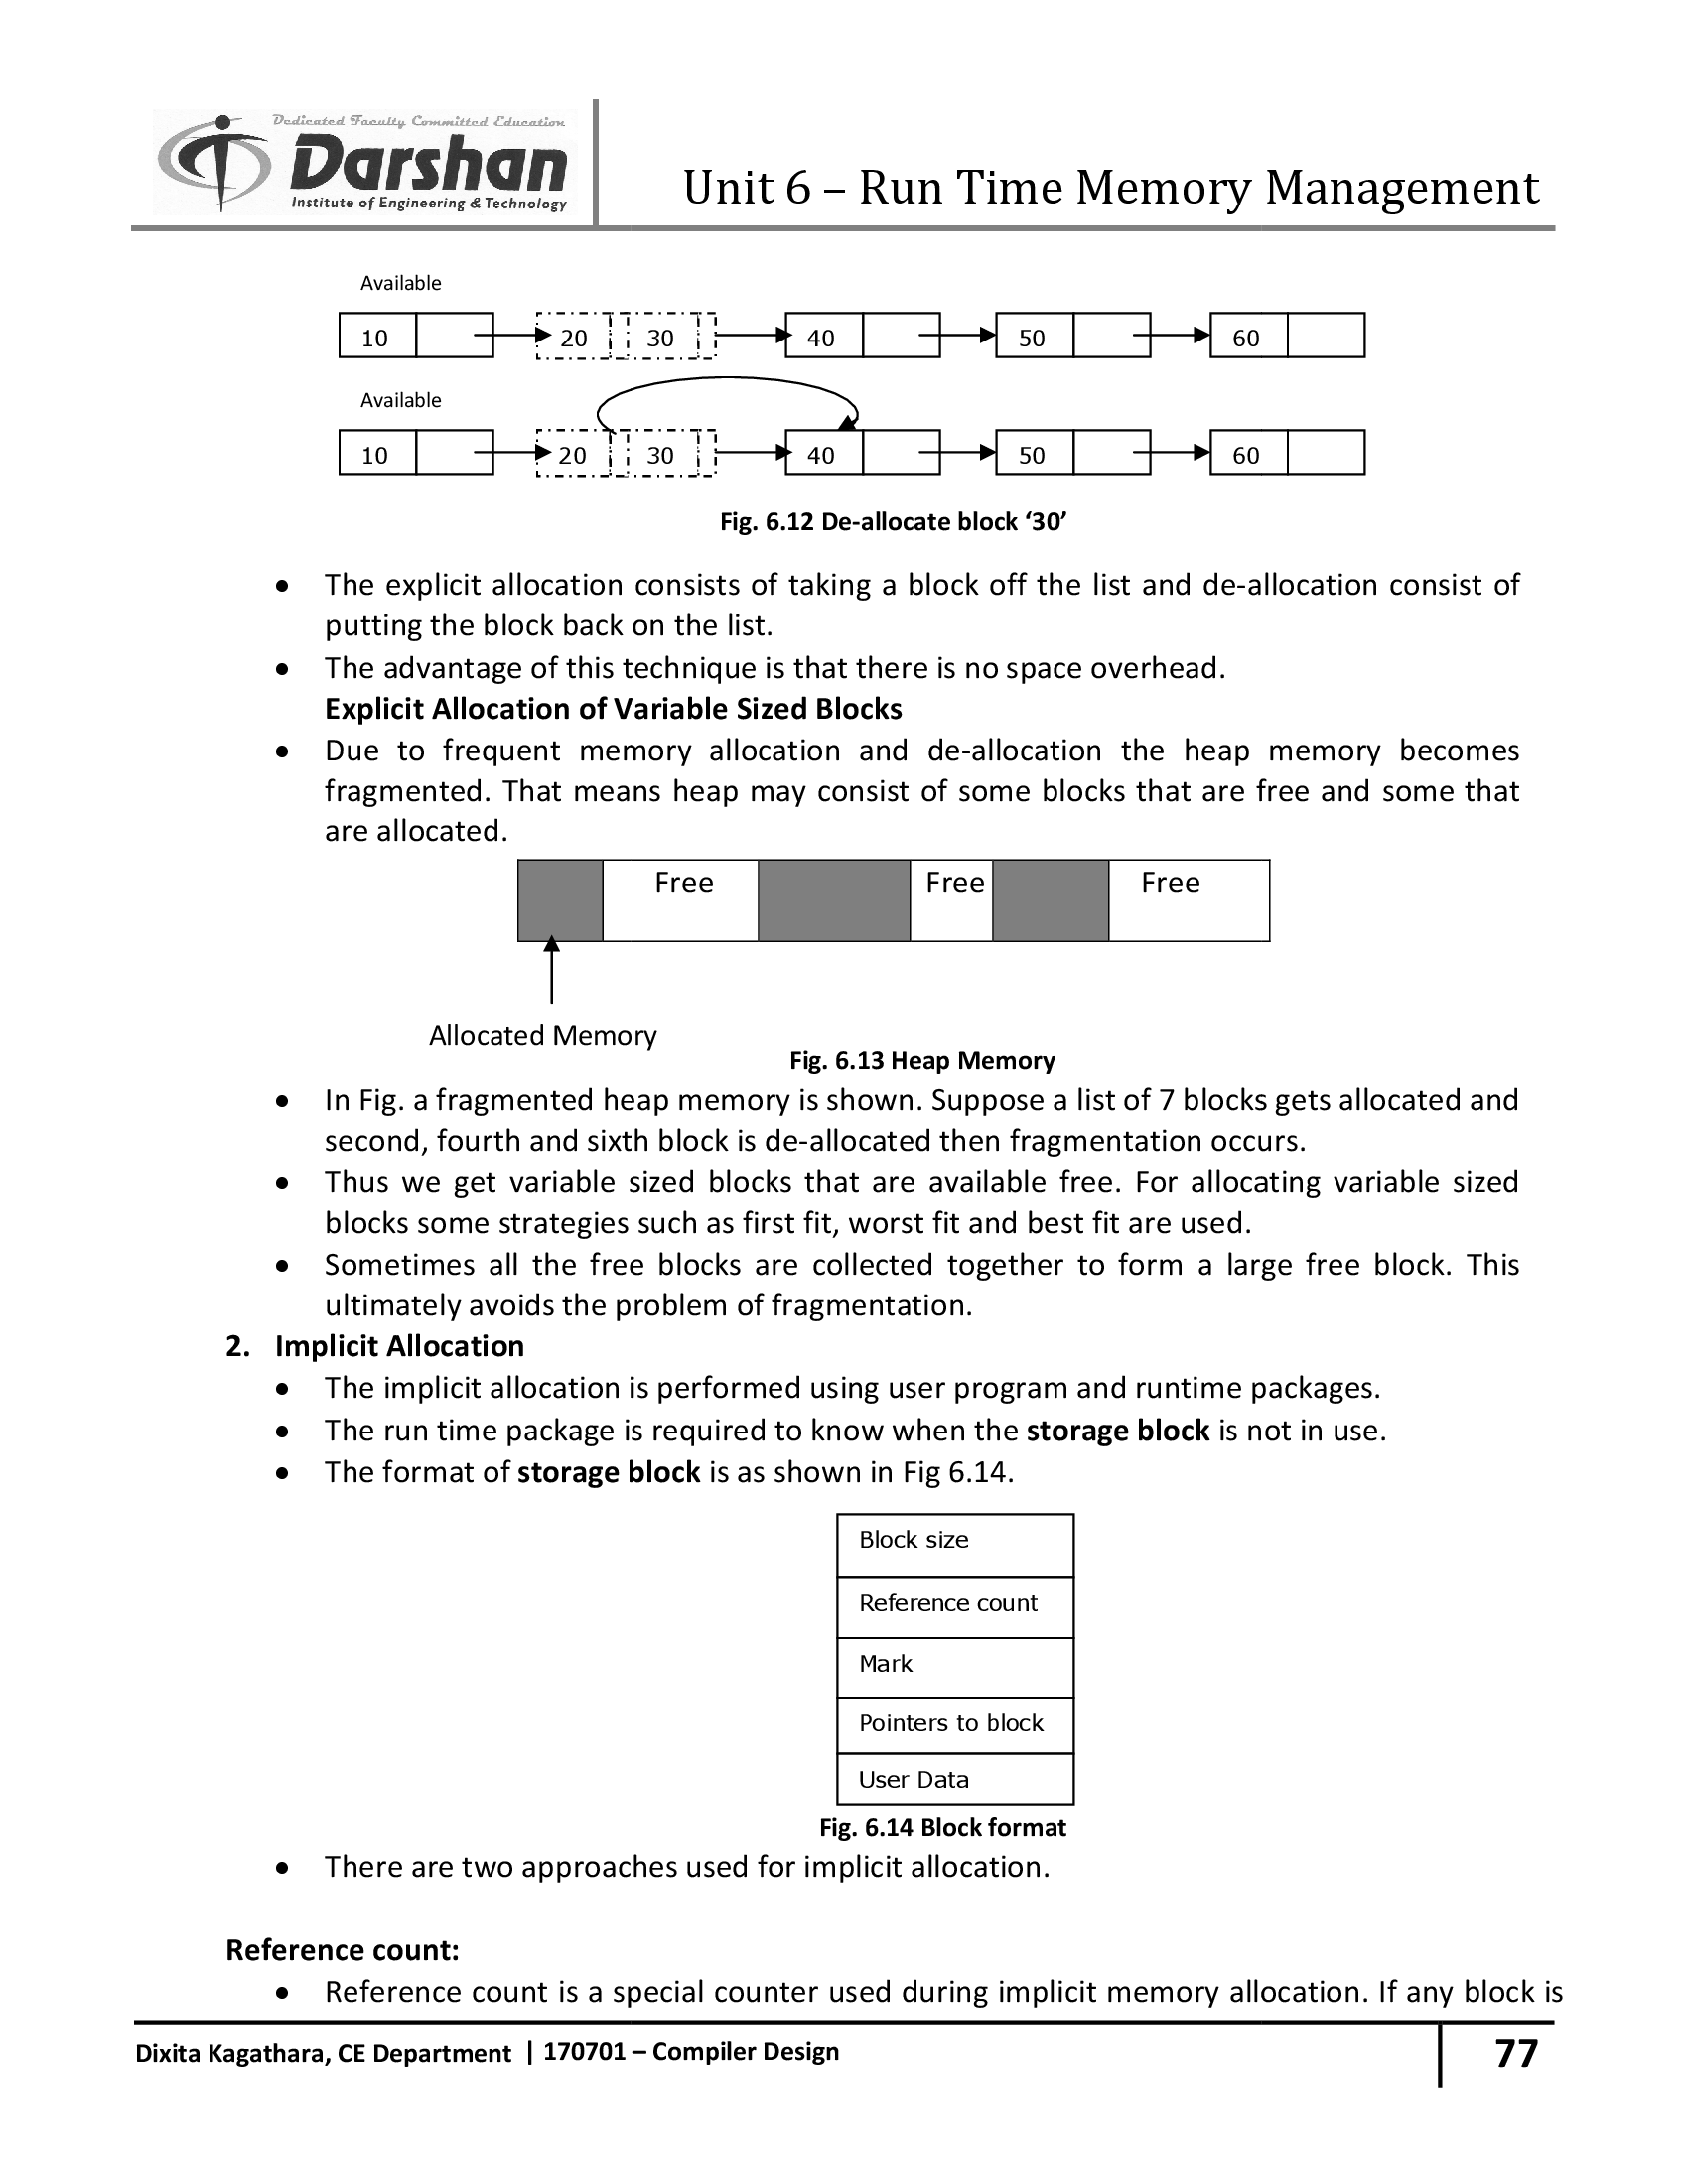 Dedicated Faculty Committed Education
Darshan
Institute of Engineering & Technology
Unit 6 – Run Time Memory Management
Available
10 20 30 40 50 60
Available
10 20 30 40 50 60
Fig. 6.12 De-allocate block ‘30’
• The explicit allocation consists of taking a block off the list and de-allocation consist of
putting the block back on the list.
• The advantage of this technique is that there is no space overhead.
Explicit Allocation of Variable Sized Blocks
• Due to frequent memory allocation and de-allocation the heap memory becomes
fragmented. That means heap may consist of some blocks that are free and some that
are allocated.
Free Free Free
Allocated Memory
Fig. 6.13 Heap Memory
• In Fig. a fragmented heap memory is shown. Suppose a list of 7 blocks gets allocated and
second, fourth and sixth block is de-allocated then fragmentation occurs.
• Thus we get variable sized blocks that are available free. For allocating variable sized
blocks some strategies such as first fit, worst fit and best fit are used.
• Sometimes all the free blocks are collected together to form a large free block. This
ultimately avoids the problem of fragmentation.
2. Implicit Allocation
• The implicit allocation is performed using user program and runtime packages.
• The run time package is required to know when the storage block is not in use.
• The format of storage block is as shown in Fig 6.14.
Block size
Reference count
Mark
Pointers to block
User Data
Fig. 6.14 Block format
• There are two approaches used for implicit allocation.
Reference count:
• Reference count is a special counter used during implicit memory allocation. If any block is
Dixita Kagathara, CE Department | 170701 – Compiler Design 77